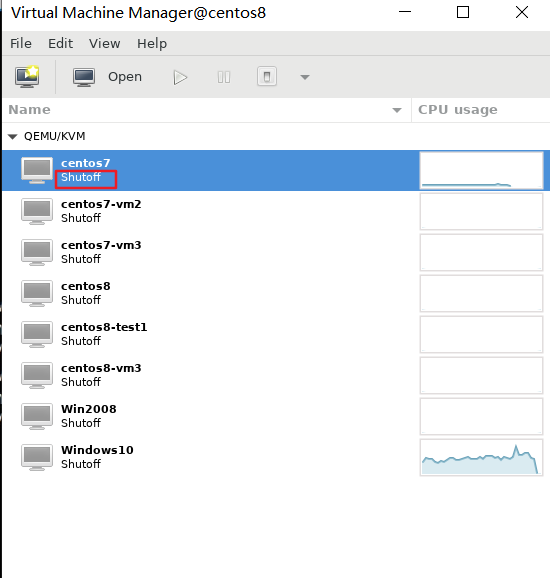 Virtual Machine Manager@centos8
File Edit View Help
Open
Name CPU usage
QEMU/KVM
centos7
Shutoff
centos7-vm2
Shutoff
centos7-vm3
Shutoff
centos8
Shutoff
centos8-test1
Shutoff
centos8-vm3
Shutoff
Win2008
Shutoff
Windows10
Shutoff